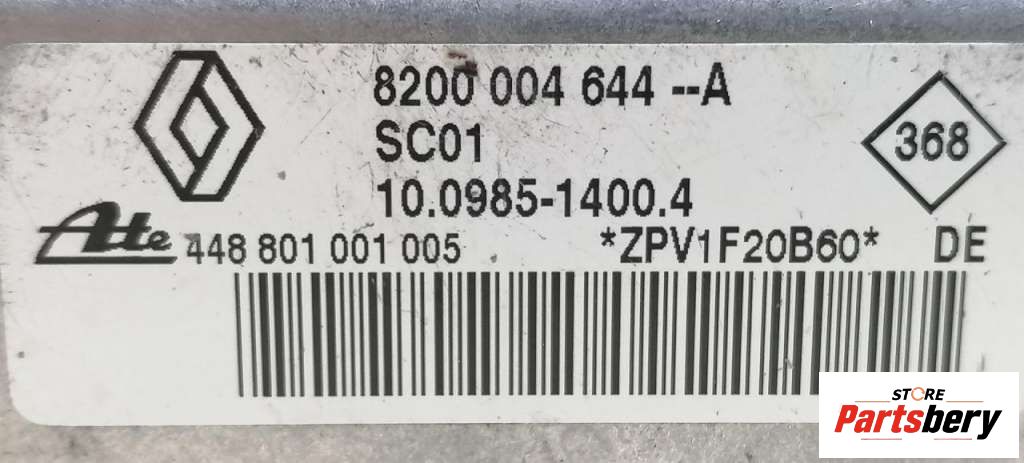 8200 004 644 --A
SC01
368
10.0985-1400.4
Ate 448 801 001 005 *ZPV1F20B60* DE
STORE
Partsbery